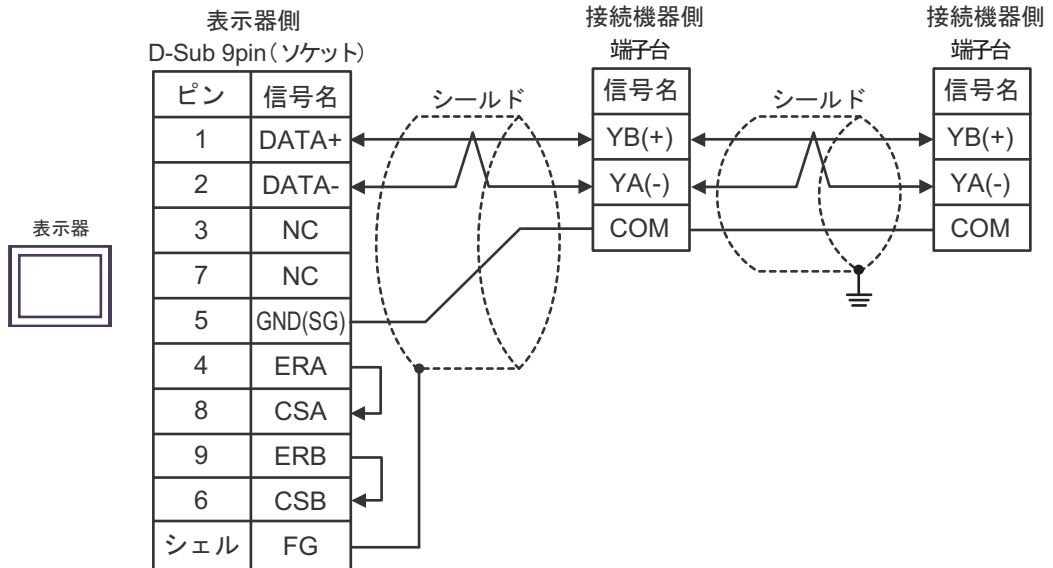 表示器側
D-Sub 9pin(ソケット)
接続機器側
端子台
接続機器側
端子台
ピン 信号名
シールド
信号名
シールド
信号名
1 DATA+
YB(+)
YB(+)
2 DATA-
YA(-)
YA(-)
表示器
3 NC
COM
COM
7 NC
5 GND(SG)
4 ERA
8 CSA
9 ERB
6 CSB
シェル FG